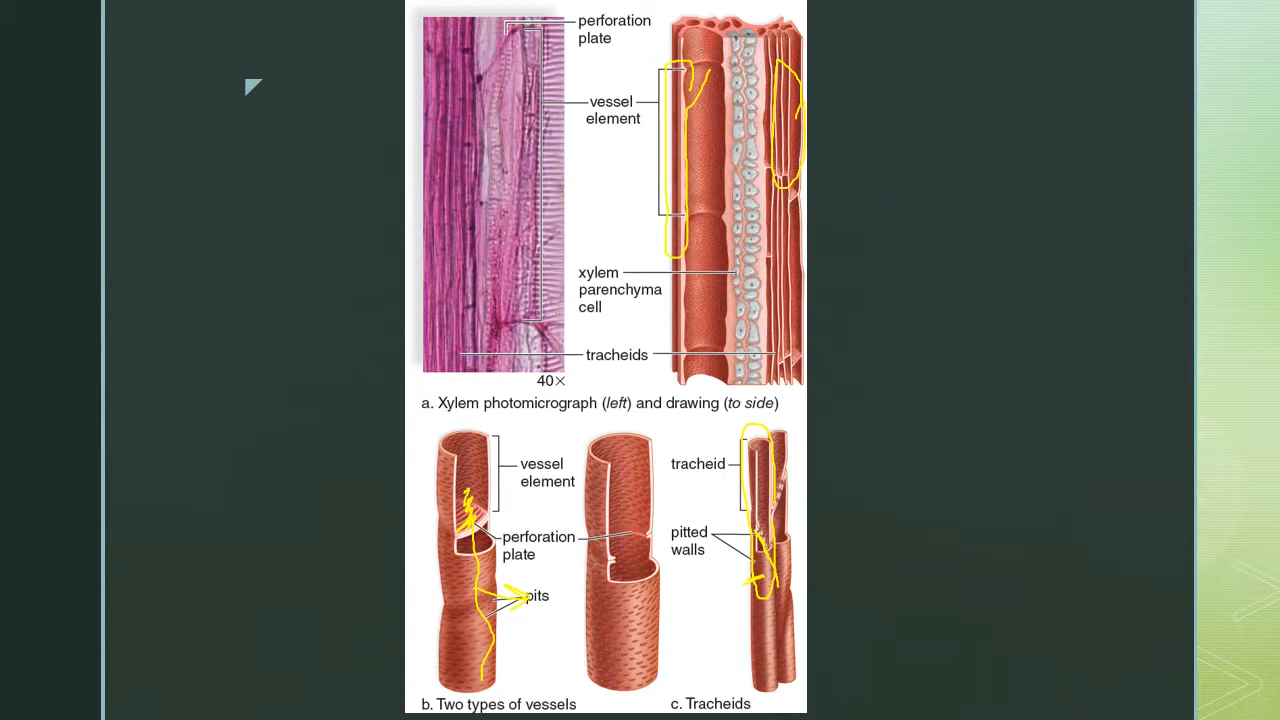 perforation
plate
vessel
element
xylem
parenchyma
cell
tracheids
40×
a. Xylem photomicrograph (left) and drawing (to side)
vessel
element
perforation
plate
pits
b. Two types of vessels
tracheid
pitted
walls
c. Tracheids